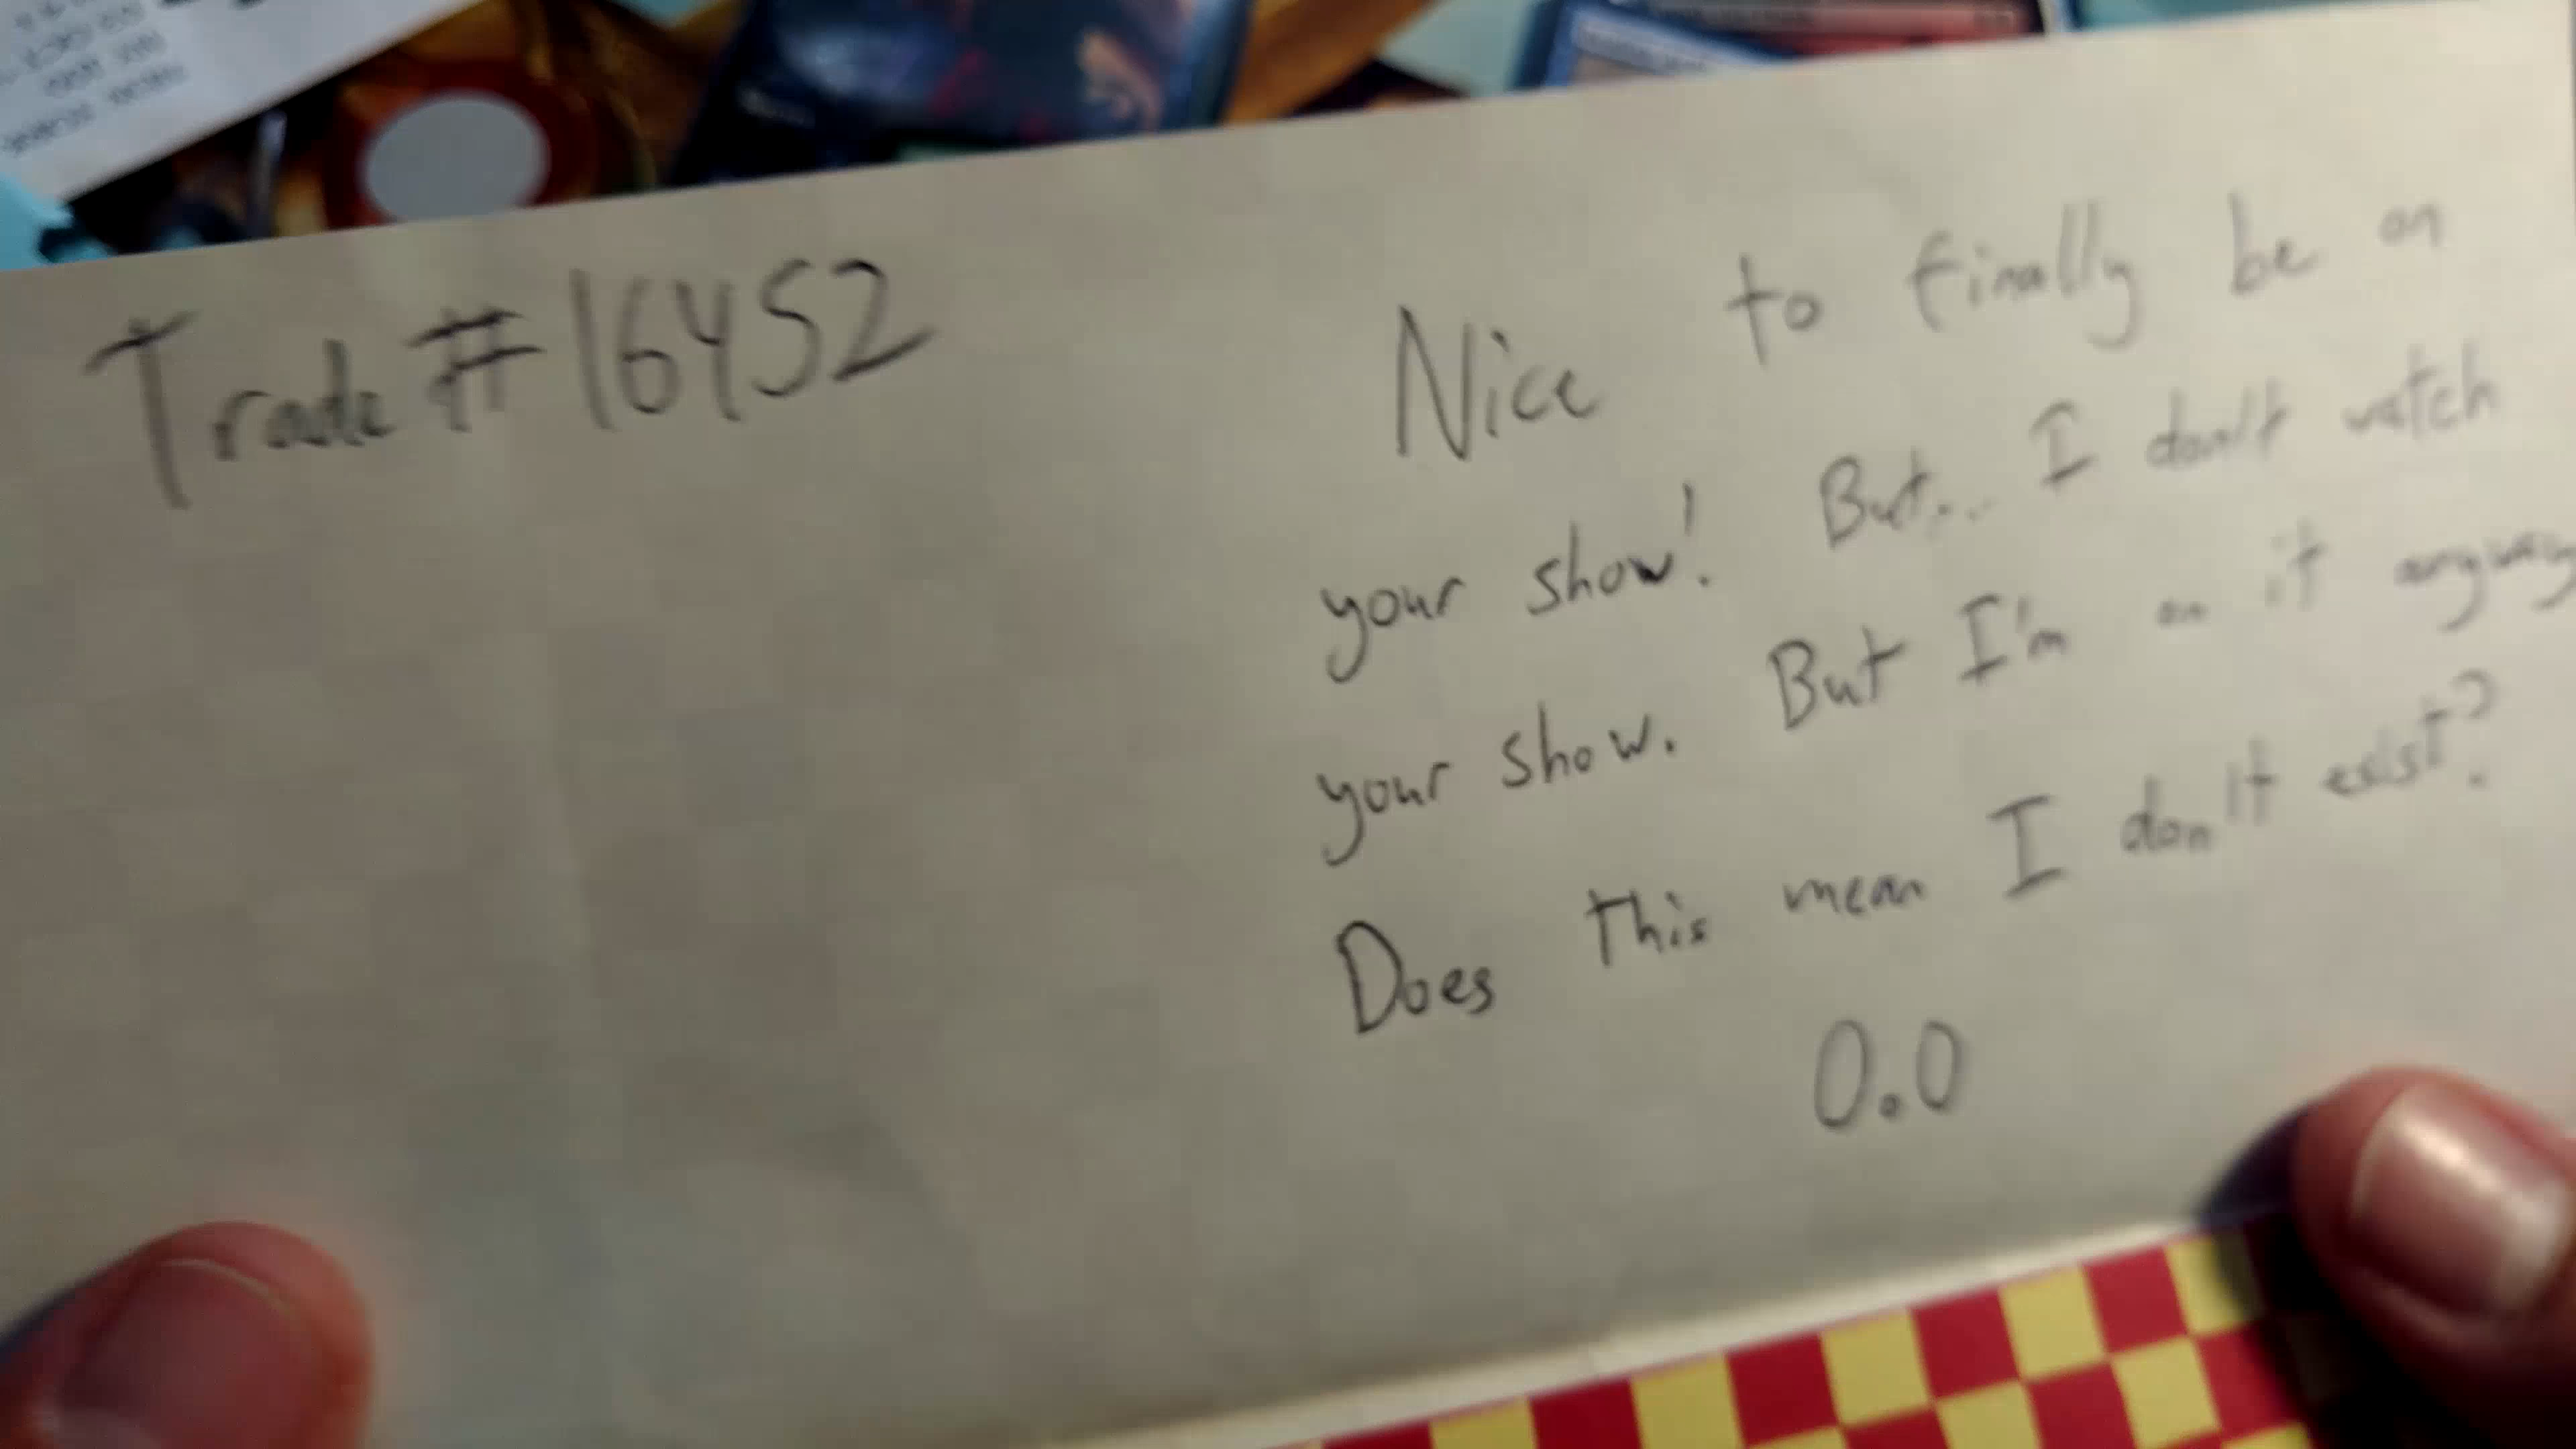 Trade #16452
Nice to finally be on
your show! But... I don't watch
your show. But I'm on it anyway
Does this mean I don't exist?
0.0